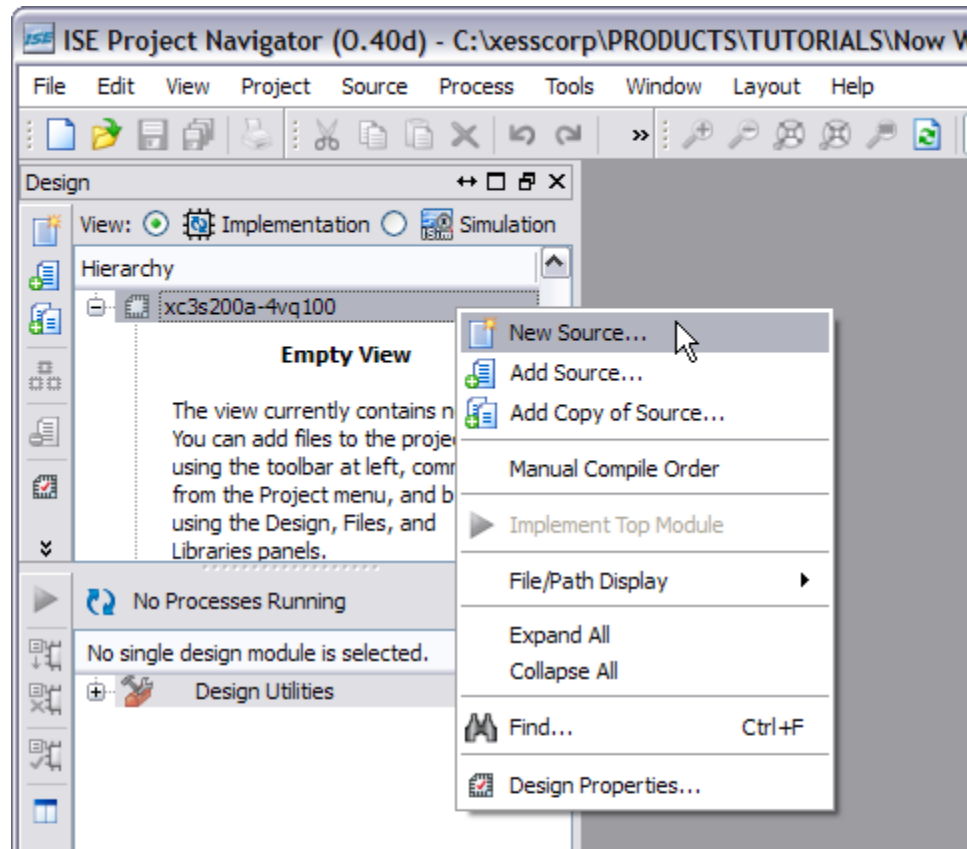 ISE ISE Project Navigator (O.40d) - C:\xesscorp\PRODUCTS\TUTORIALS\Now
File Edit View Project Source Process Tools Window Layout Help
Design
View: Implementation Simulation
Hierarchy
xc3s200a-4vq100
Empty View
The view currently contains
You can add files to the
using the toolbar at left,
from the Project menu, and
using the Design, Files, and
Libraries panels.
No Processes Running
No single design module is selected.
Design Utilities
New Source...
Add Source...
Add Copy of Source...
Manual Compile Order
Implement Top Module
File/Path Display
Expand All
Collapse All
Find... Ctrl+F
Design Properties...